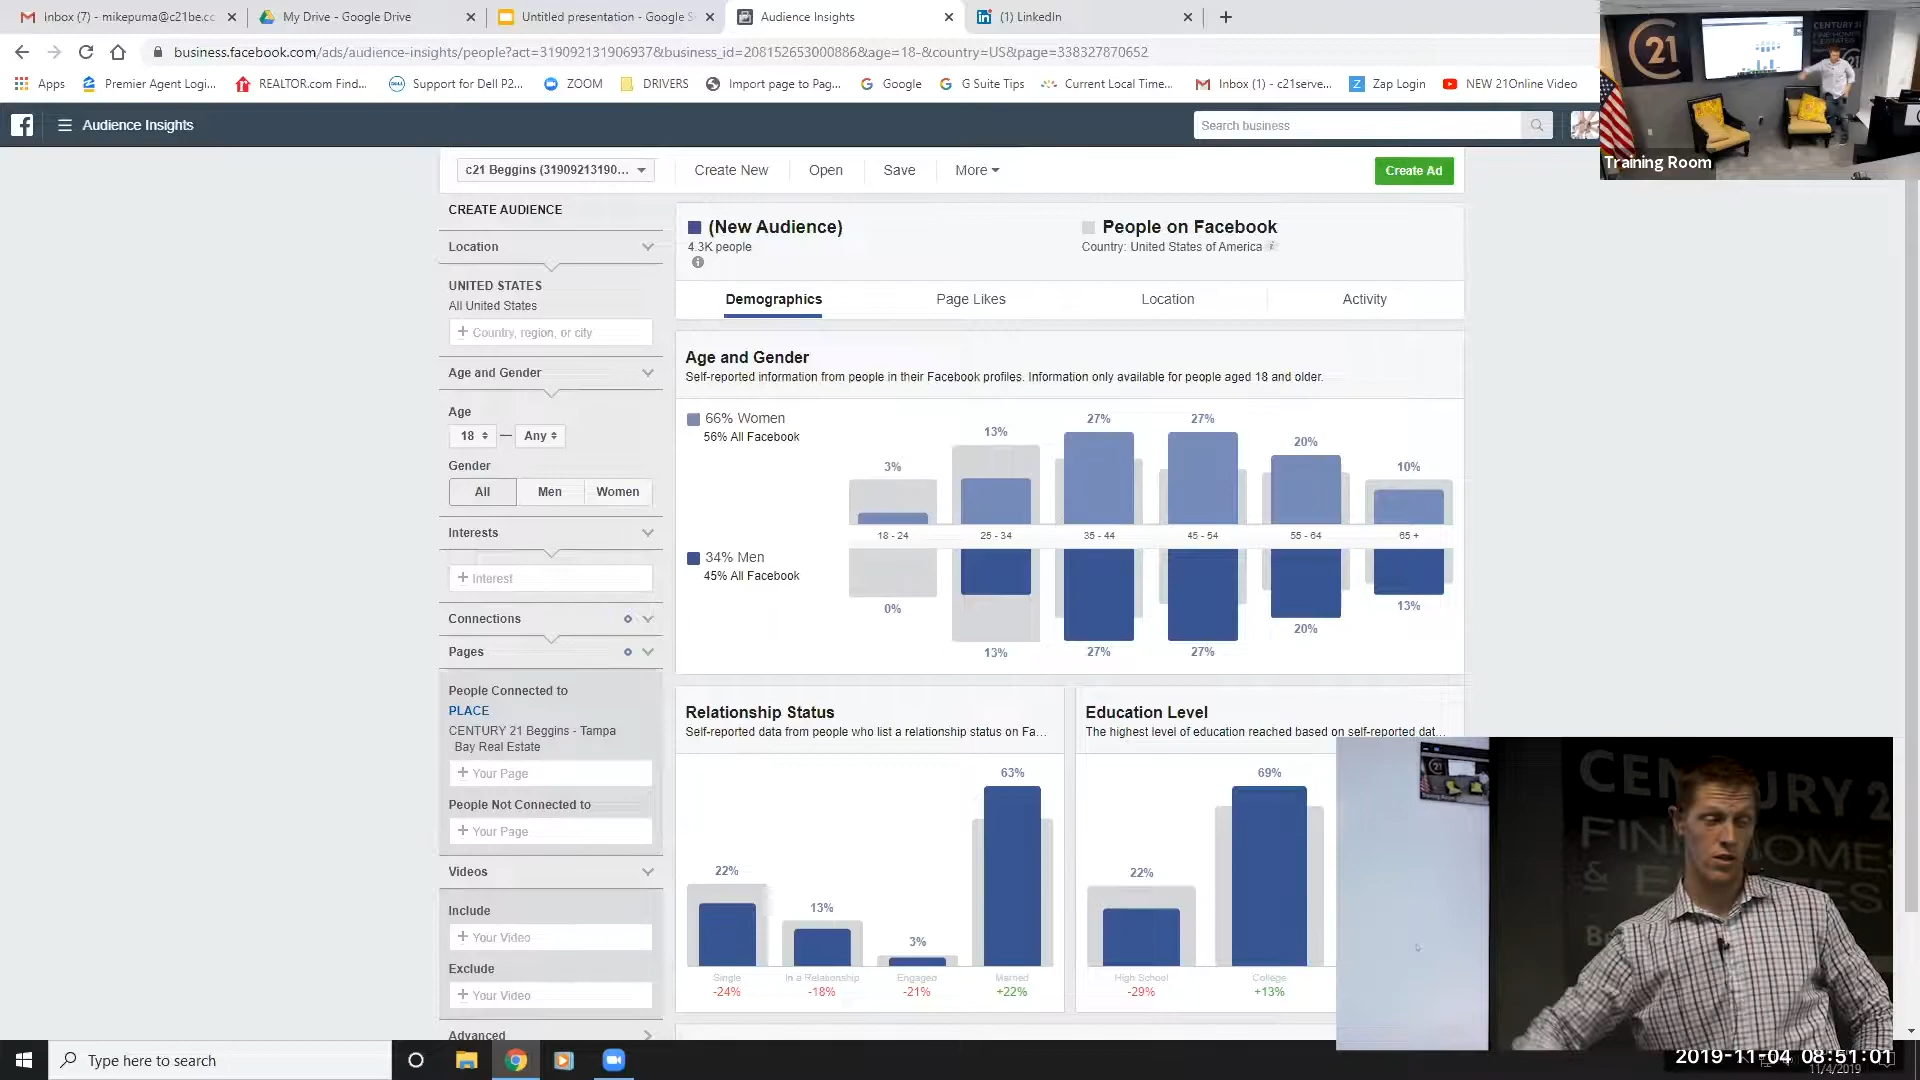 Inbox (7) - mikepuma@c21be.cc
My Drive - Google Drive
Untitled presentation - Google S
Audience Insights
(1) LinkedIn
business.facebook.com/ads/audience-insights/people?act=319092131906937&business_id=208152653000886&age=18-&country=US&page=338327870652
Apps
Premier Agent Logi...
REALTOR.com Find...
Support for Dell P2...
ZOOM
DRIVERS
Import page to Pag...
Google
G Suite Tips
Current Local Time...
Inbox (1) - c21serve...
Zap Login
NEW 21Online Video
Audience Insights
Search business
21
CENTURY 21
Training Room
c21 Beggins (31909213190...
Create New
Open
Save
More
Create Ad
CREATE AUDIENCE
Location
UNITED STATES
All United States
+ Country, region, or city
Age and Gender
Age
18 — Any
Gender
All
Men
Women
Interests
+ Interest
Connections
Pages
People Connected to
PLACE
CENTURY 21 Beggins - Tampa
Bay Real Estate
+ Your Page
People Not Connected to
+ Your Page
Videos
Include
+ Your Video
Exclude
+ Your Video
Advanced
(New Audience)
4.3K people
People on Facebook
Country: United States of America
Demographics
Page Likes
Location
Activity
Age and Gender
Self-reported information from people in their Facebook profiles. Information only available for people aged 18 and older.
66% Women
56% All Facebook
3%
13%
27%
27%
20%
10%
18 - 24
25 - 34
35 - 44
45 - 54
55 - 64
65 +
34% Men
45% All Facebook
0%
13%
27%
27%
20%
13%
Relationship Status
Self-reported data from people who list a relationship status on Fa...
22%
13%
3%
63%
Single
In a Relationship
Engaged
Married
-24%
-18%
-21%
+22%
Education Level
The highest level of education reached based on self-reported dat...
22%
69%
High School
College
-29%
+13%
CEN URY 2
FINE HOME
& E
Type here to search
2019-11-04 08:51:01
11/4/2019